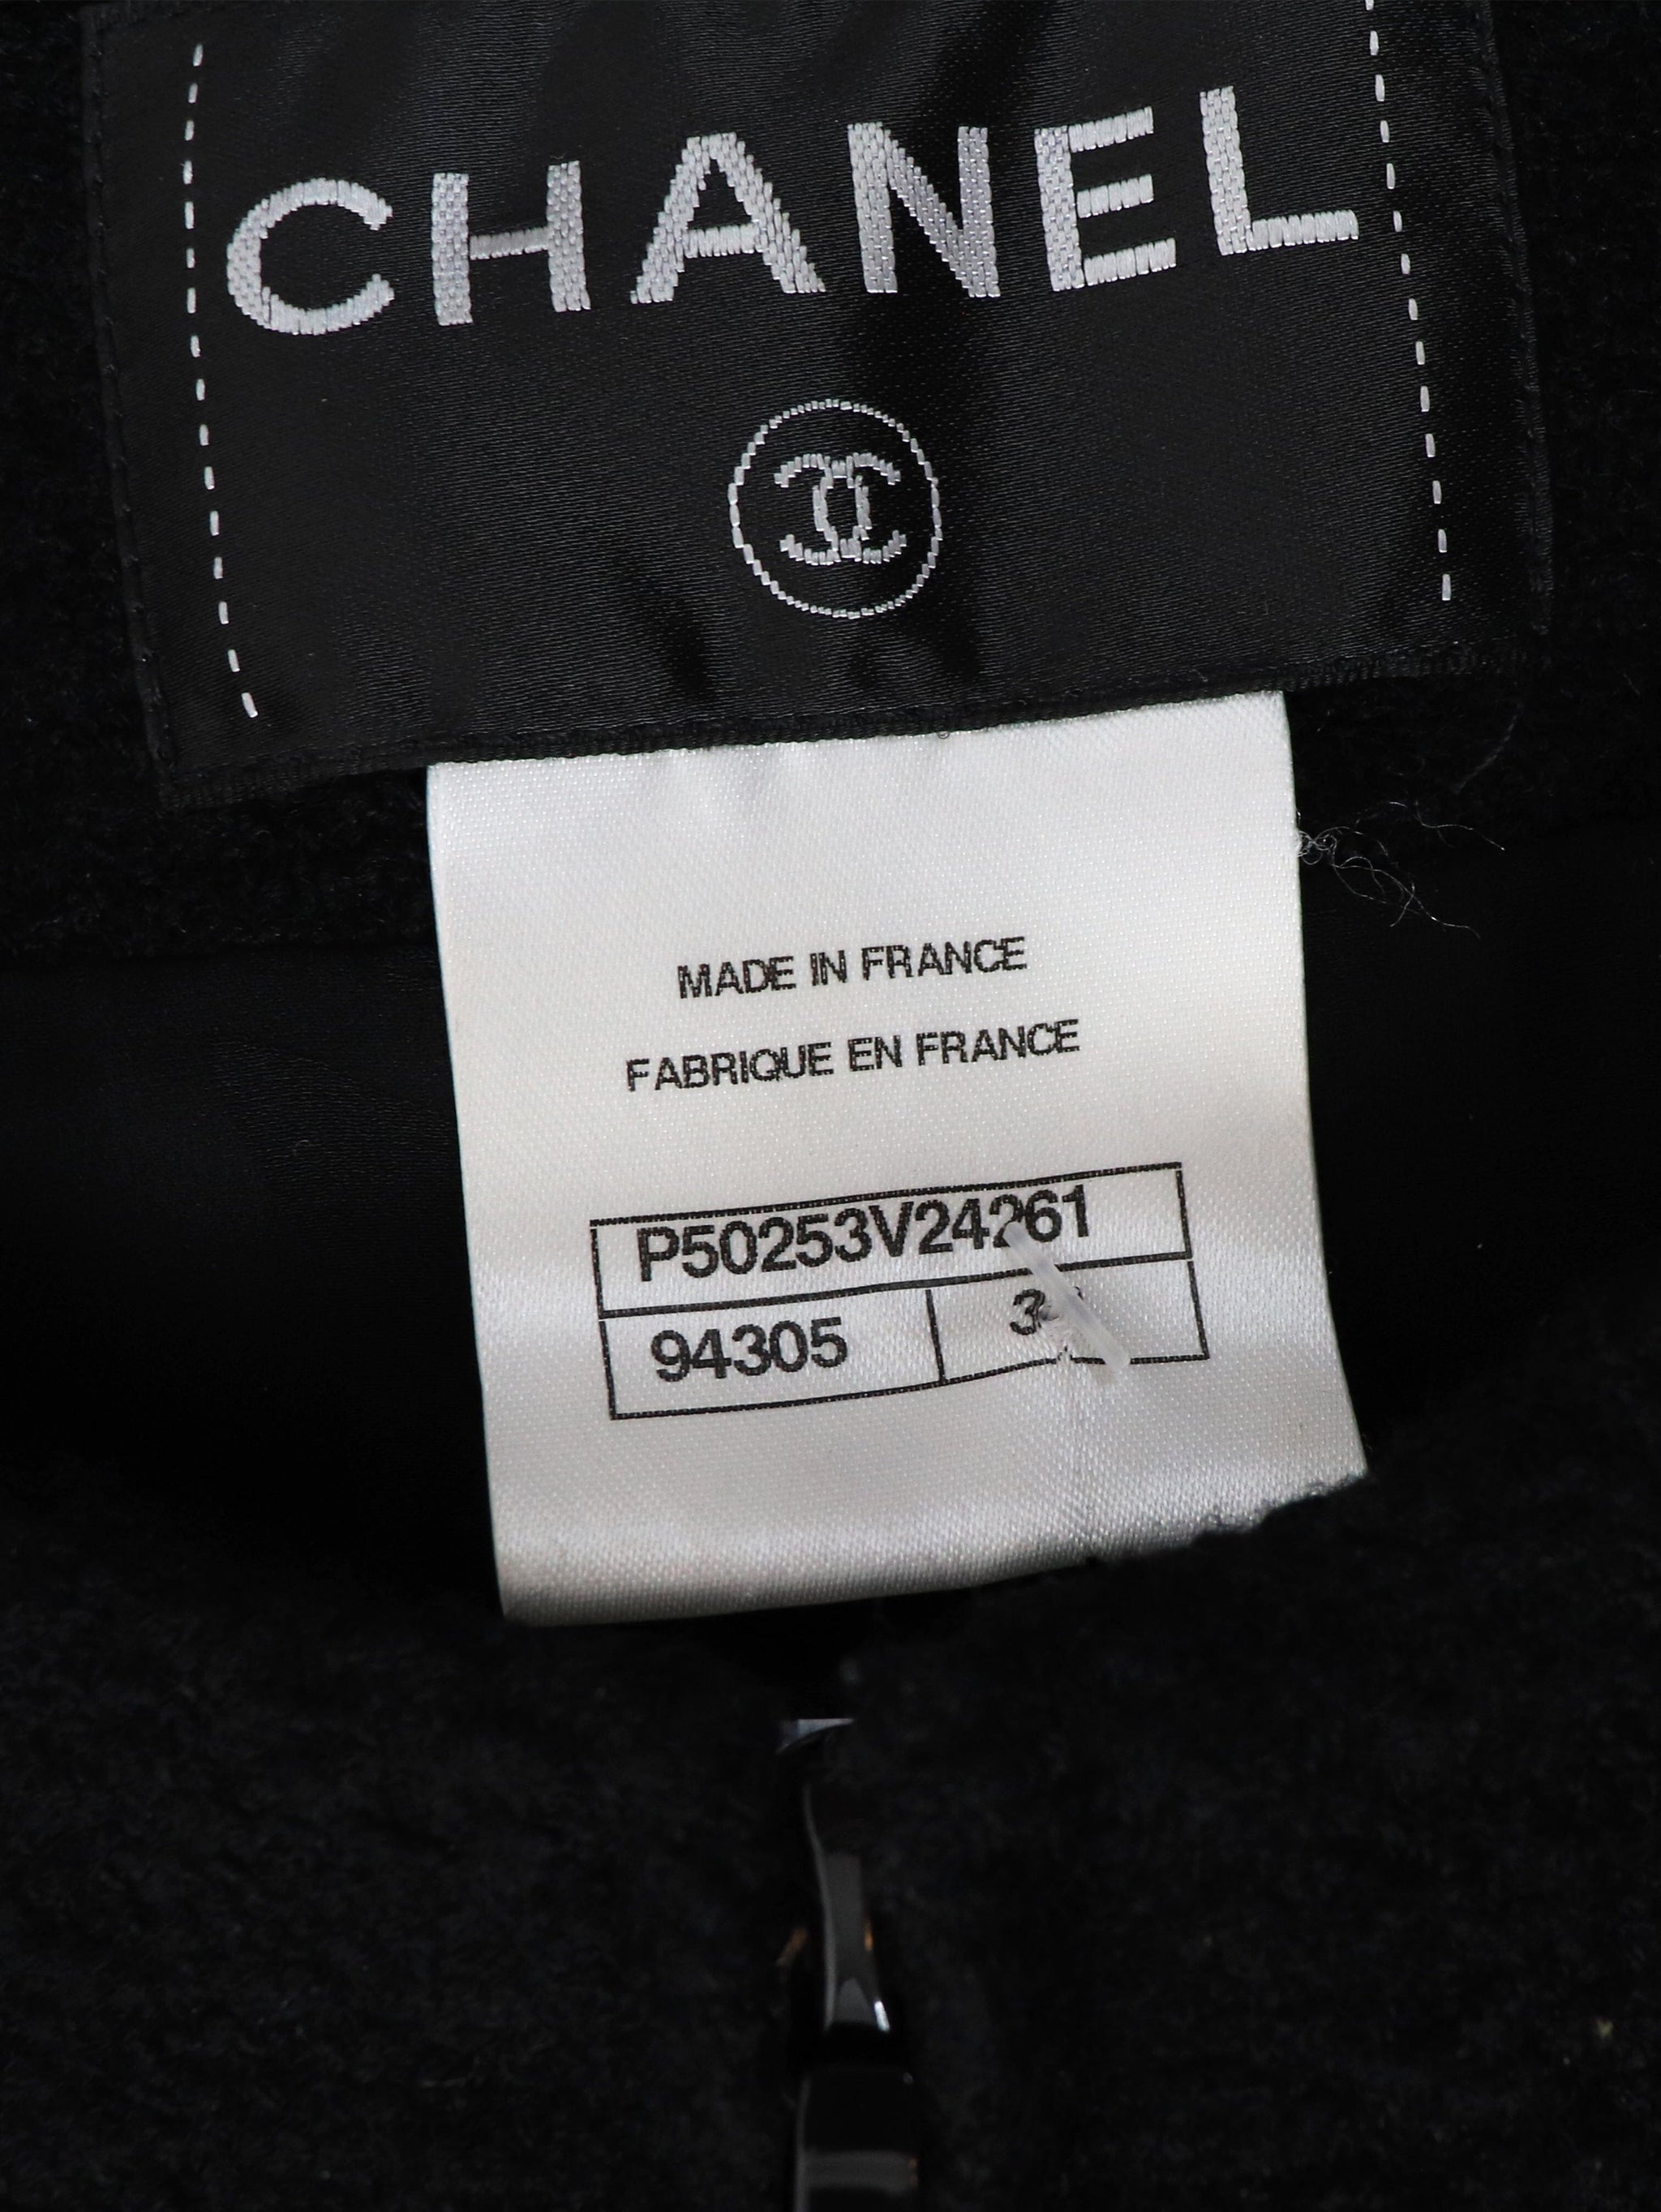 CHANEL
MADE IN FRANCE
FABRIQUE EN FRANCE
P50253V24261
94305